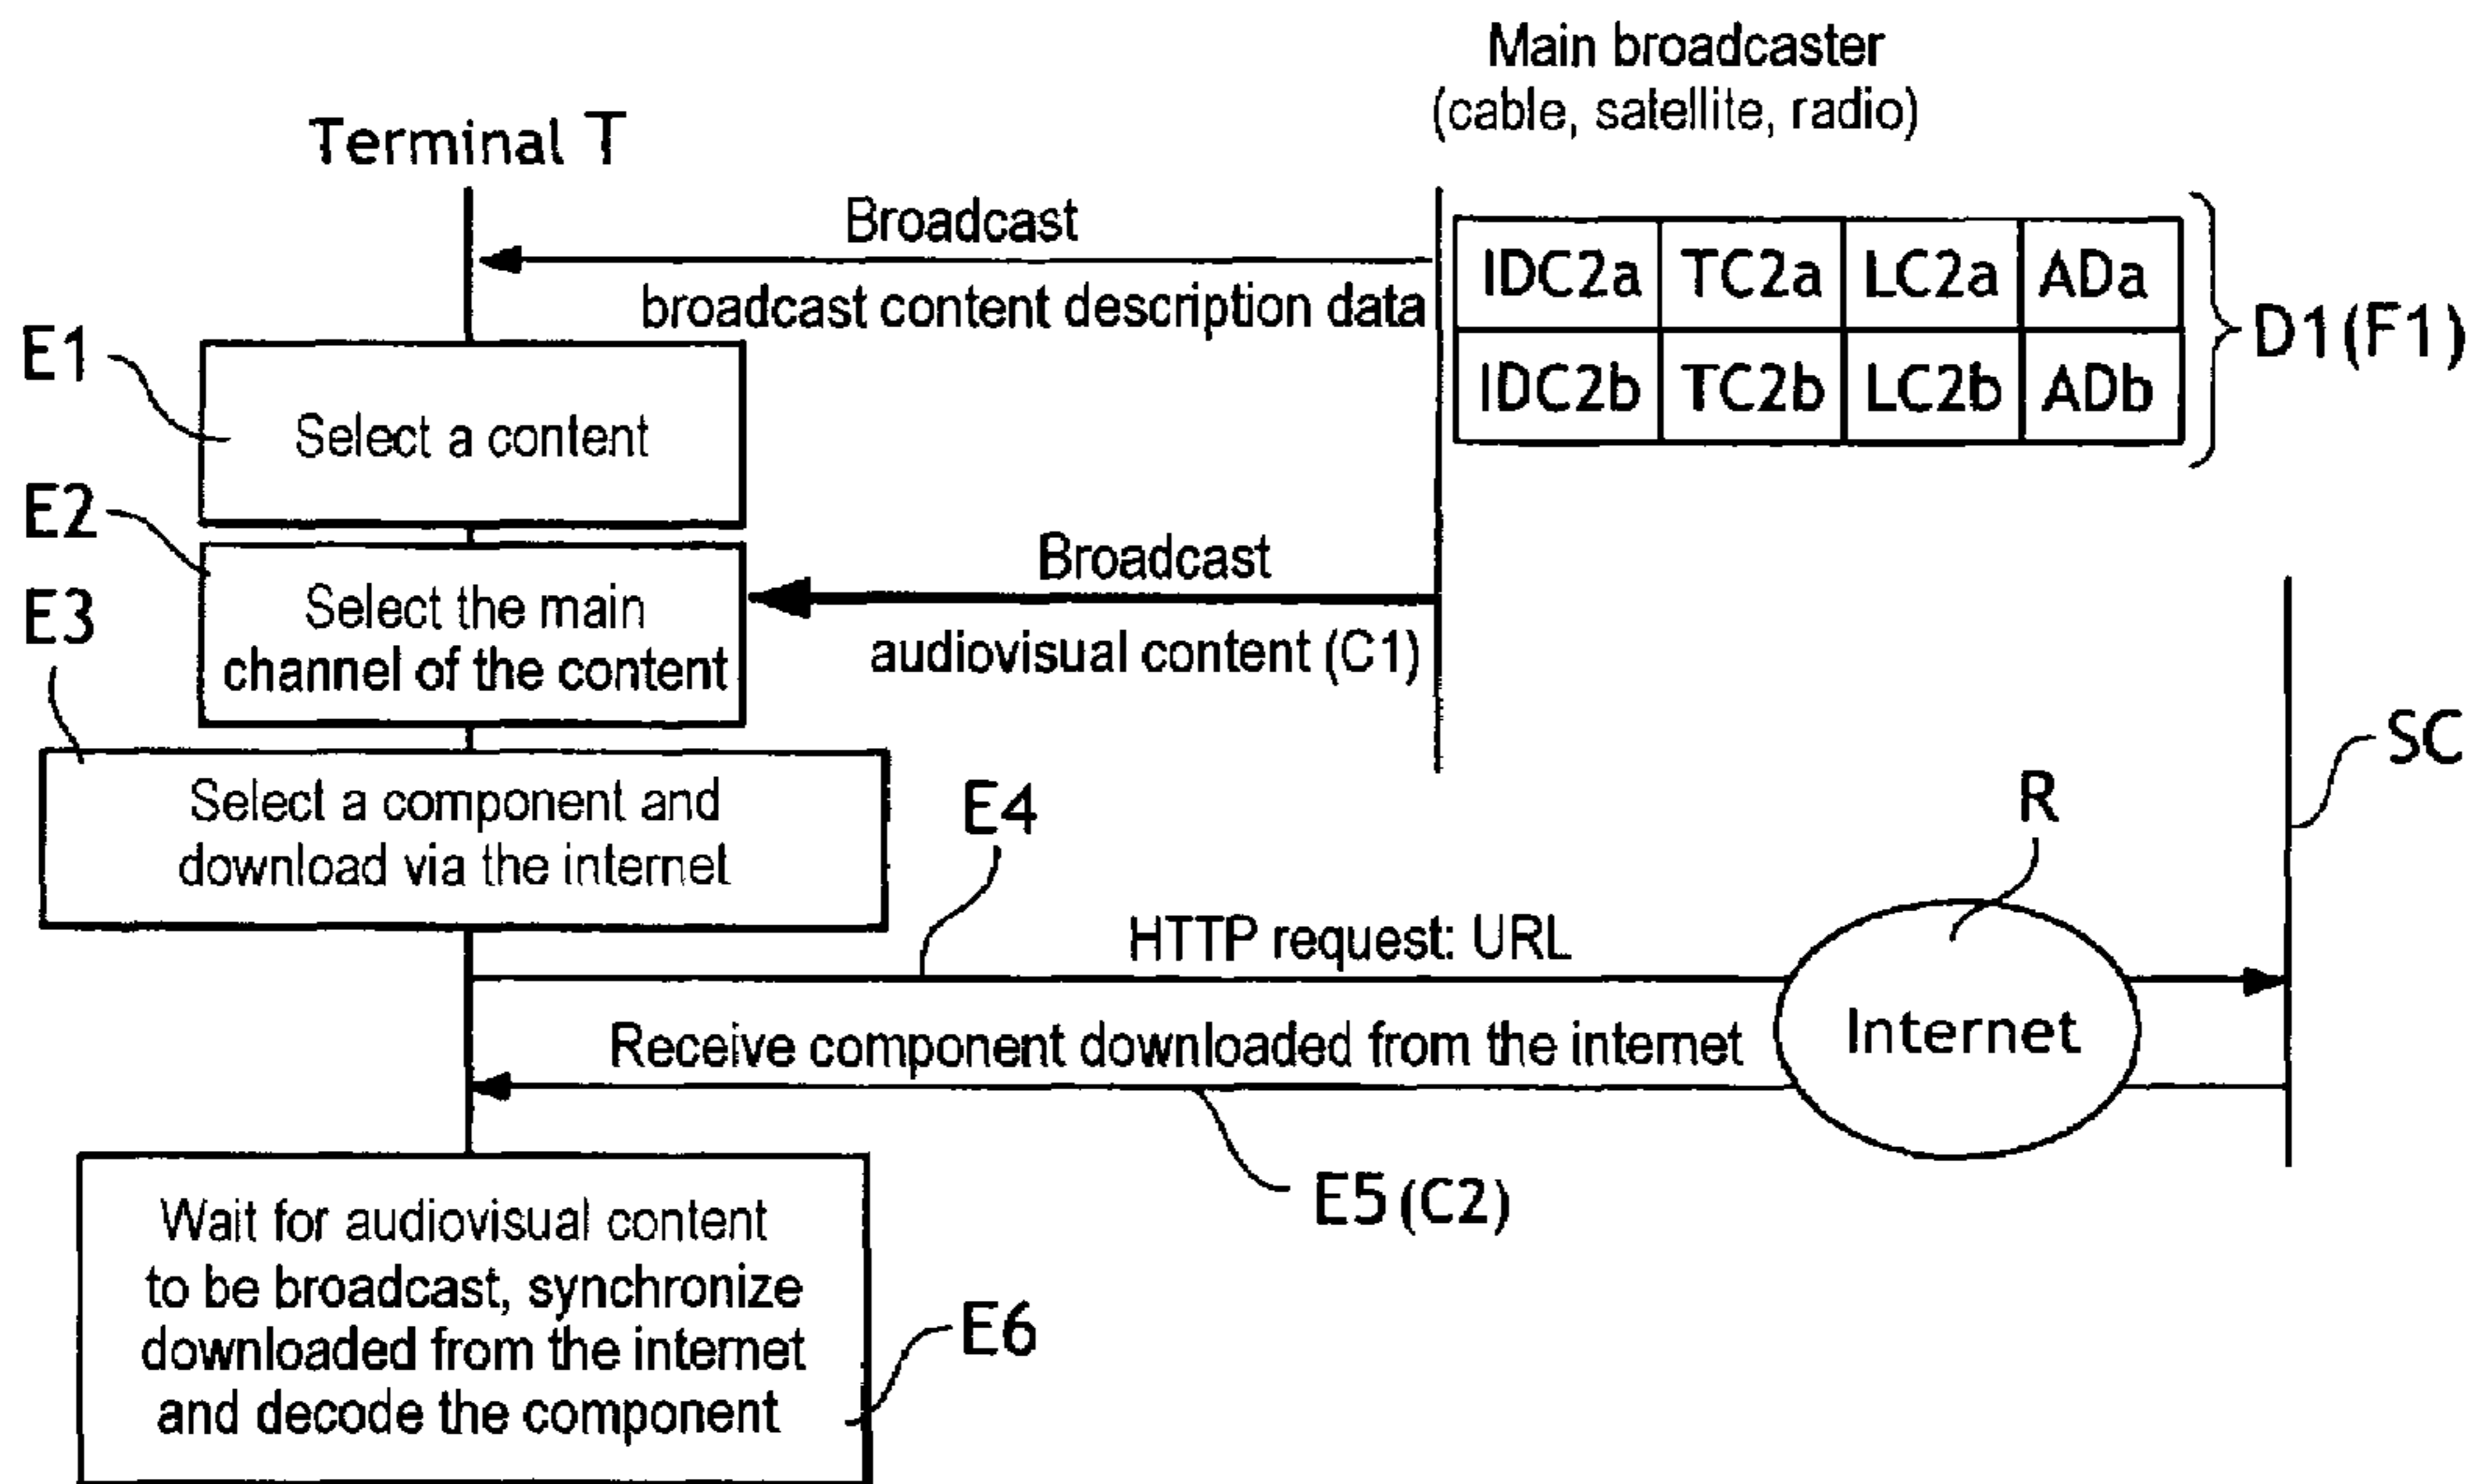 Main broadcaster
(cable, satellite, radio)
Terminal T
Broadcast
broadcast content description data
IDC2a TC2a LC2a ADa
IDC2b TC2b LC2b ADb
D1(F1)
E1
Select a content
E2
Select the main
channel of the content
Broadcast
audiovisual content (C1)
E3
Select a component and
download via the internet
SC
E4
R
HTTP request: URL
Internet
Receive component downloaded from the internet
E5(C2)
Wait for audiovisual content
to be broadcast, synchronize
downloaded from the internet
and decode the component
E6